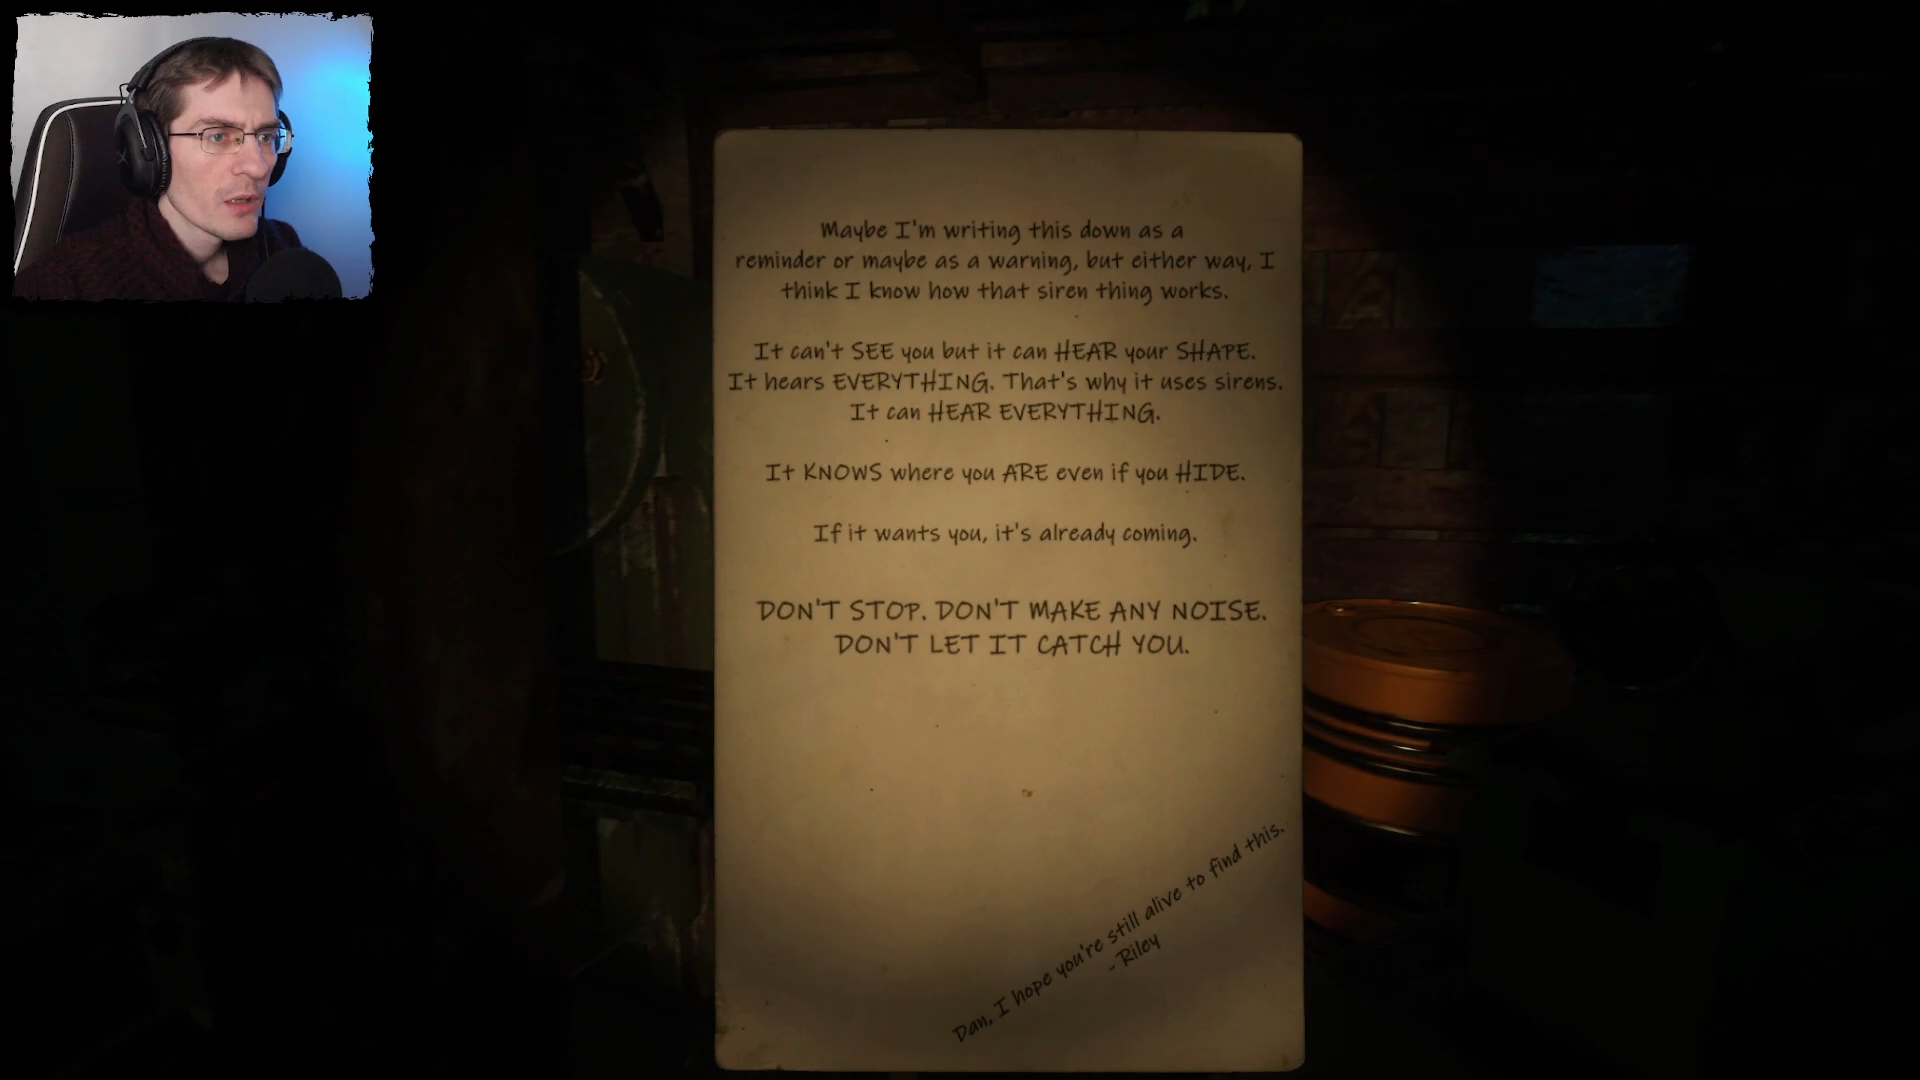 Maybe I'm writing this down as a
reminder or maybe as a warning, but either way, I
think I know how that siren thing works.
It can't SEE you but it can HEAR your SHAPE.
It hears EVERYTHING. That's why it uses sirens.
It can HEAR EVERYTHING.
It KNOWS where you ARE even if you HIDE.
If it wants you, it's already coming.
DON'T STOP. DON'T MAKE ANY NOISE.
DON'T LET IT CATCH YOU.
Dan, I hope you're still alive to find this.
- Riley